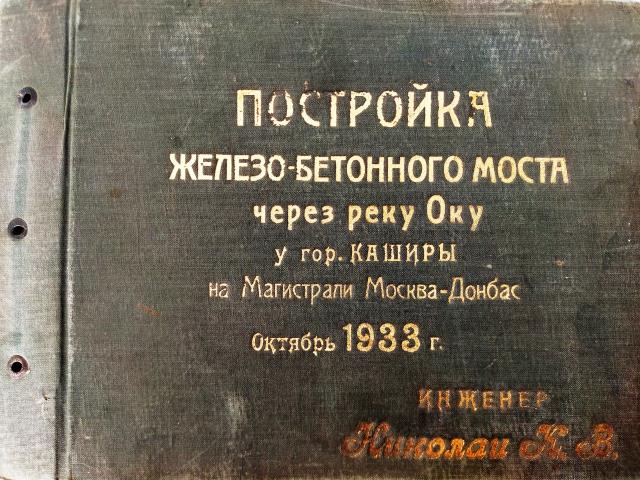 ПОСТРОЙКА
ЖЕЛЕЗО-БЕТОННОГО МОСТА
через реку Оку
у гор. КАШИРЫ
на Магистрали Москва-Донбас
Октябрь 1933 г.
ИНЖЕНЕР
Николаи К. В.